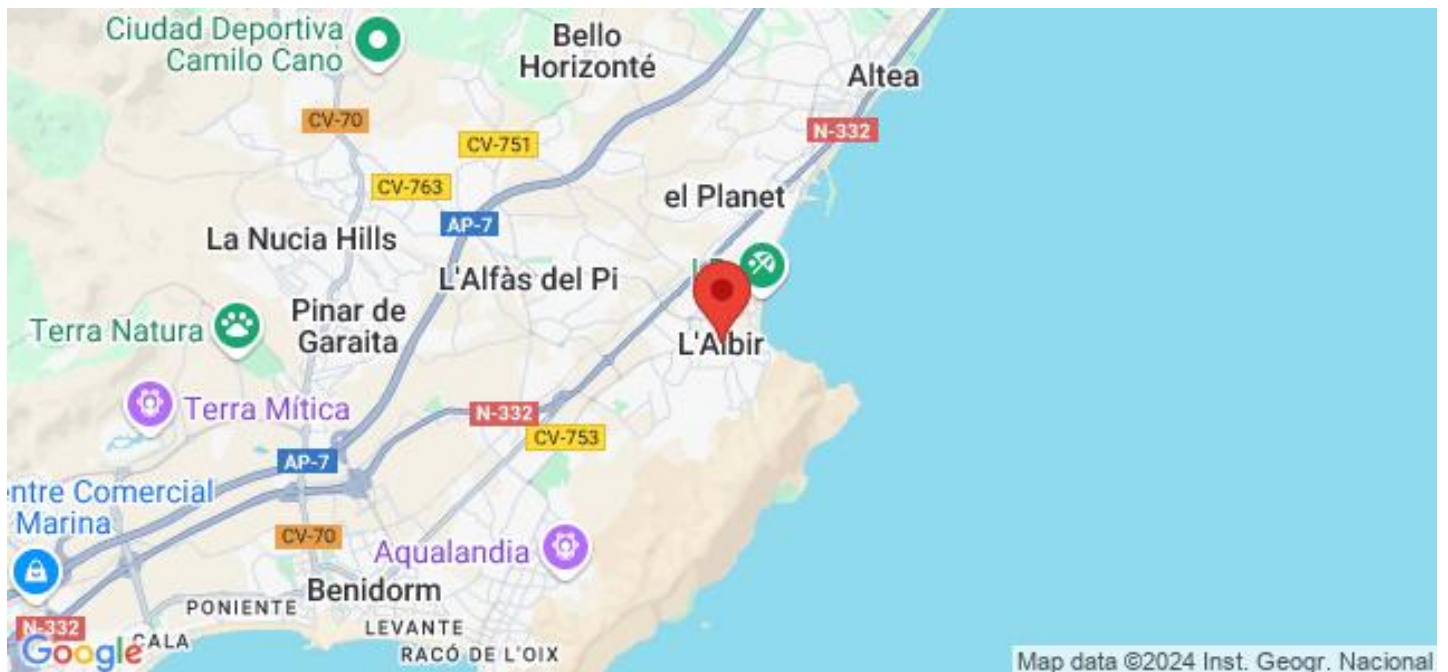 Ciudad Deportiva
Camilo Cano
Bello
Horizonté
Altea
CV-70
N-332
CV-751
CV-763
el Planet
AP-7
La Nucia Hills
L'Alfàs del Pi
Pinar de
Garaita
Terra Natura
L'Albir
Terra Mítica
N-332
CV-753
AP-7
entre Comercial
Marina
CV-70
Aqualandia
Benidorm
PONIENTE
LEVANTE
N-332
CALA
RACÓ DE L'OIX
Google
Map data ©2024 Inst. Geogr. Nacional